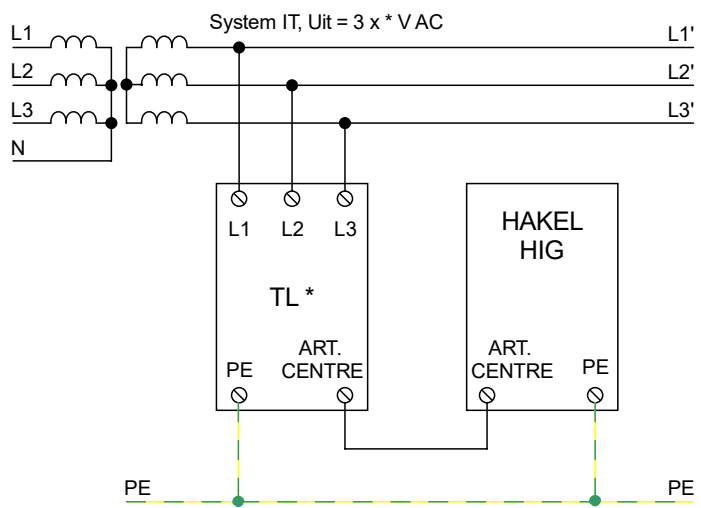 System IT, Uit = 3 x * V AC
L1
L1'
L2
L2'
L3
L3'
N
L1 L2 L3
TL *
PE
ART.
CENTRE
HAKEL
HIG
ART.
CENTRE
PE
PE
PE